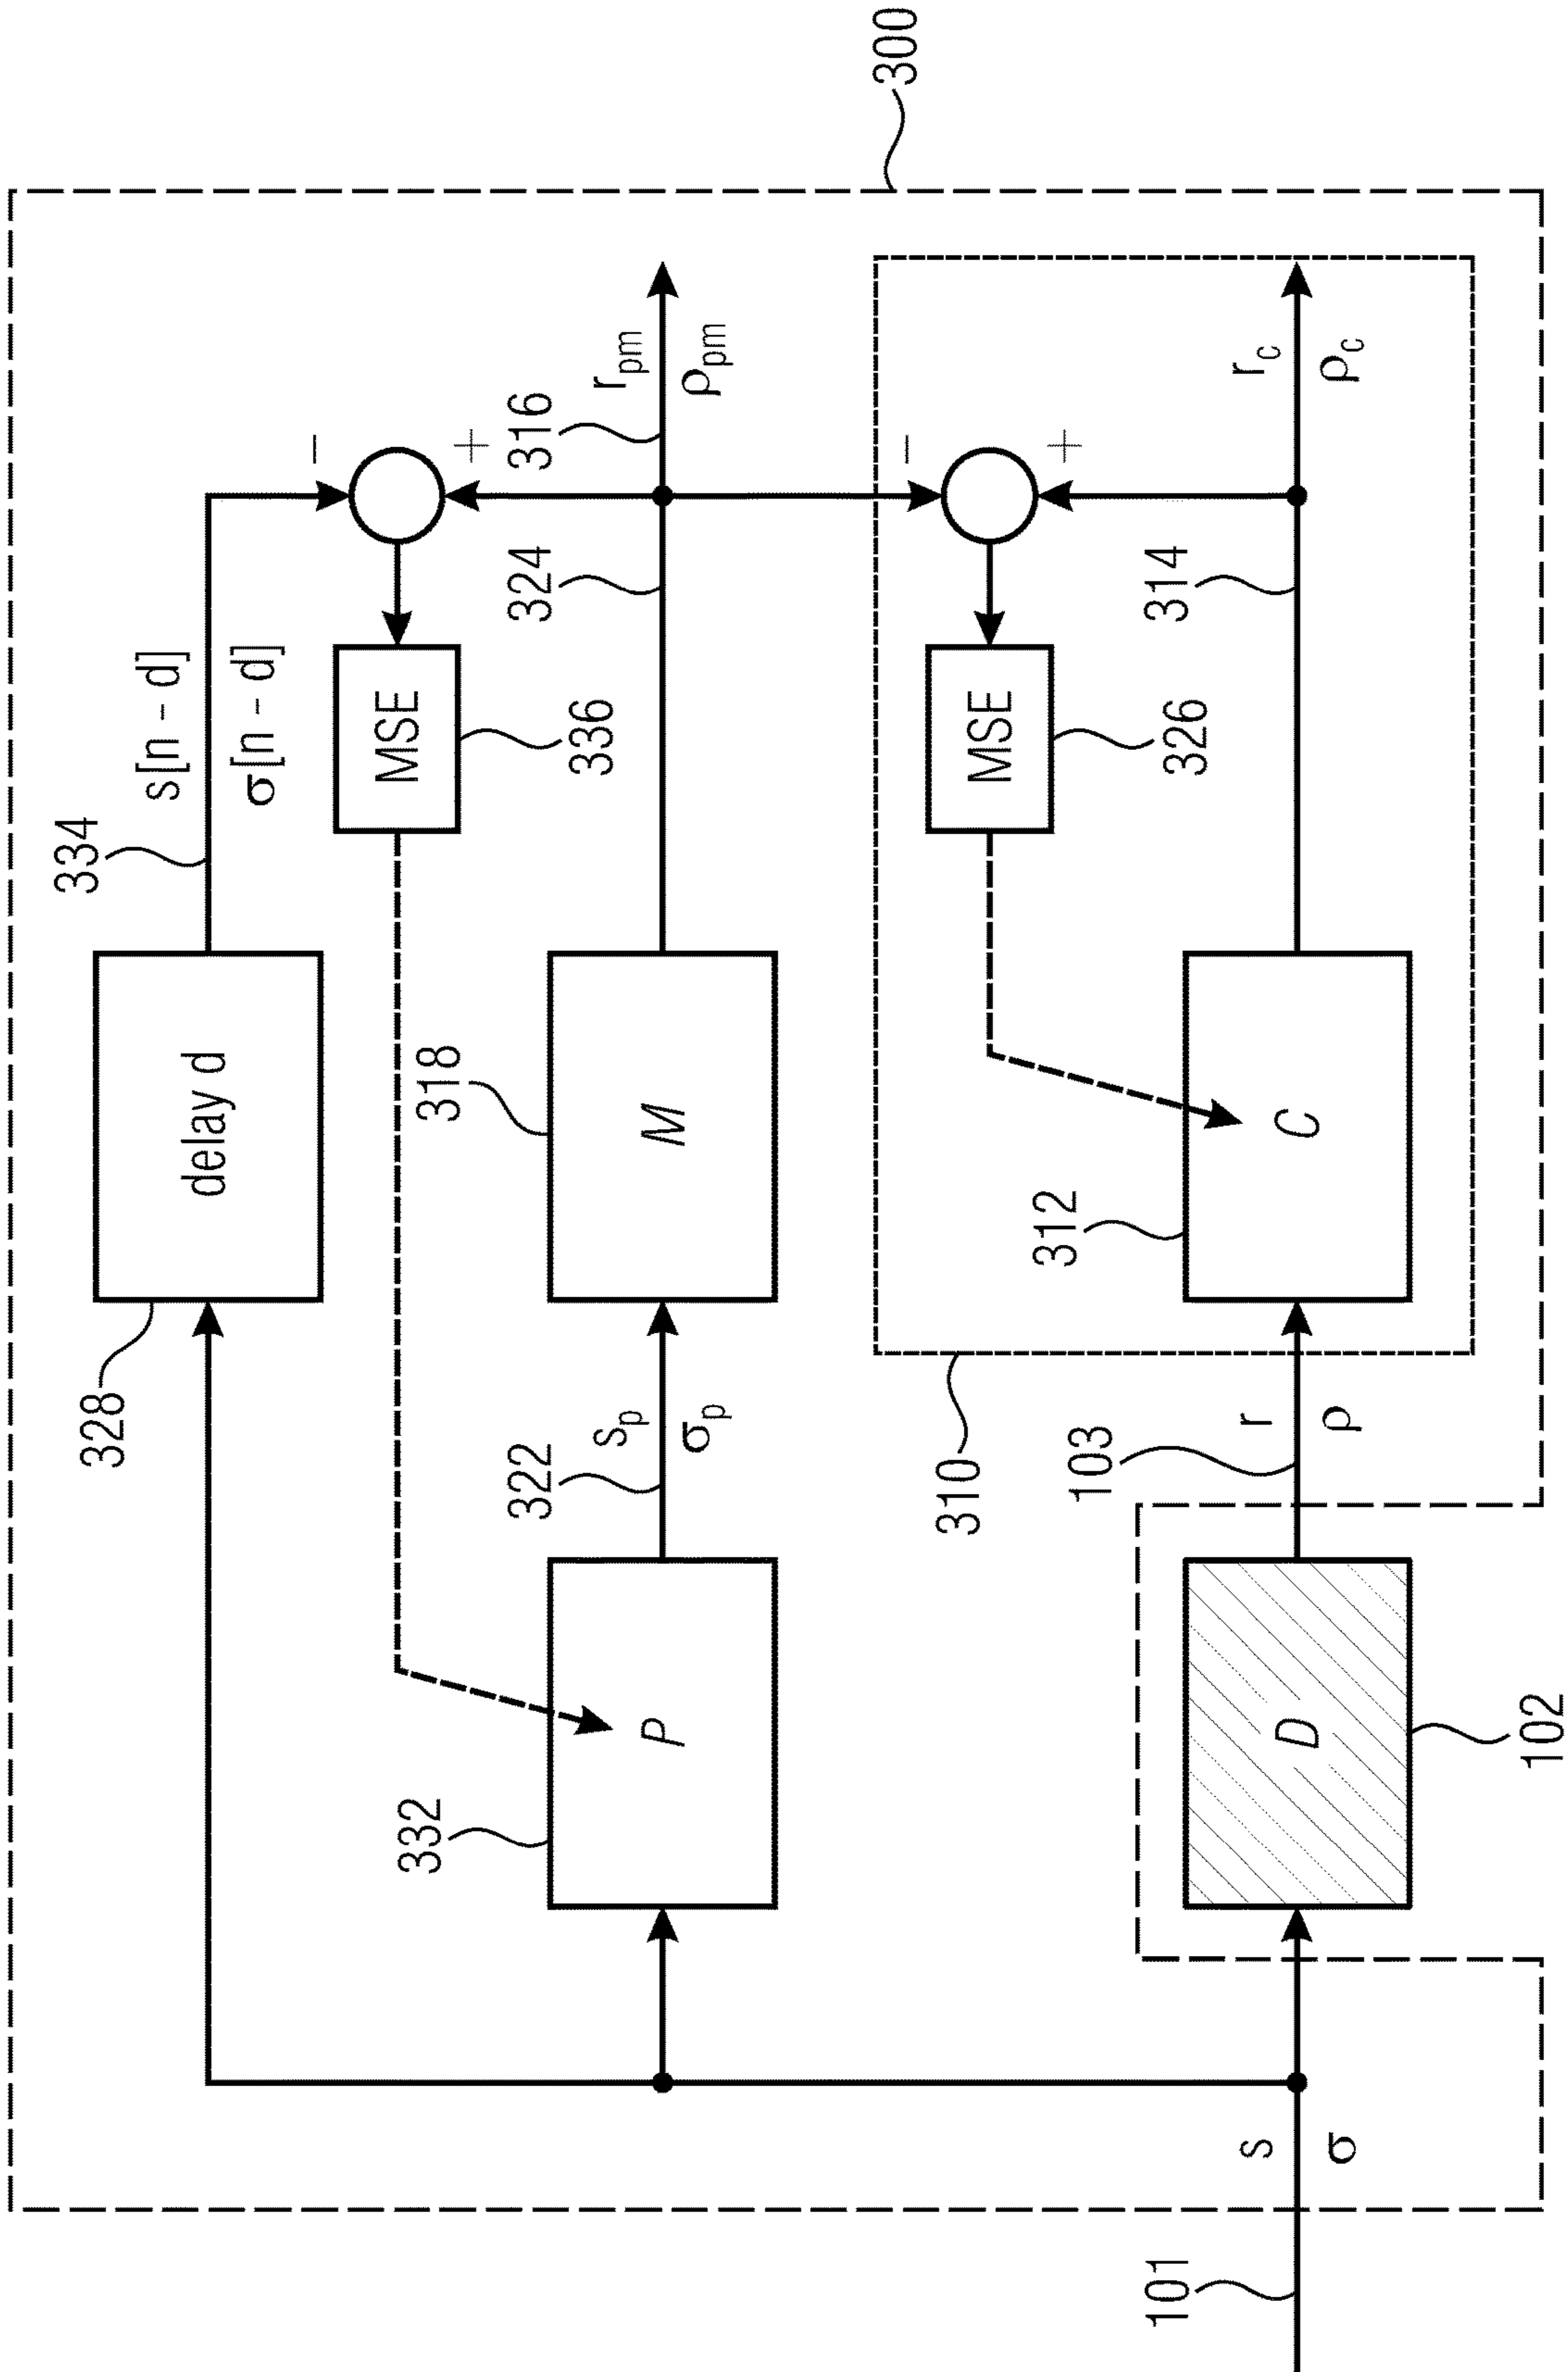 300
334
s[n – d]
σ[n – d]
328
delay d
–
+
MSE
336
316
r_pm
ρ_pm
324
318
M
322
s_p
σ_p
332
P
–
+
MSE
326
314
r_c
ρ_c
312
C
310
103
r
ρ
D
102
s
σ
101